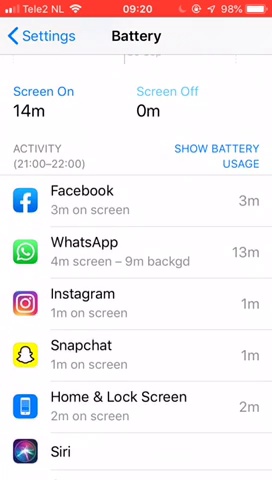 Tele2 NL 09:20 98%
Settings Battery
Screen On Screen Off
14m 0m
ACTIVITY SHOW BATTERY
(21:00–22:00) USAGE
Facebook 3m
3m on screen
WhatsApp 13m
4m screen – 9m backgd
Instagram 1m
1m on screen
Snapchat 1m
1m on screen
Home & Lock Screen 2m
2m on screen
Siri